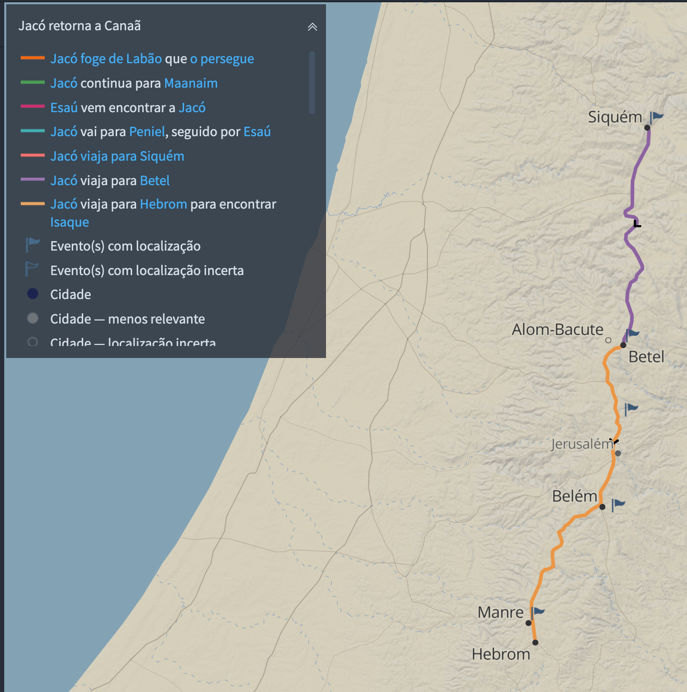 Jacó retorna a Canaã
Jacó foge de Labão que o persegue
Jacó continua para Maanaim
Esaú vem encontrar a Jacó
Jacó vai para Peniel, seguido por Esaú
Jacó viaja para Siquém
Jacó viaja para Betel
Jacó viaja para Hebrom para encontrar
Isaque
Evento(s) com localização
Evento(s) com localização incerta
Cidade
Cidade — menos relevante
Cidade — localização incerta
Siquém
Alom-Bacute
Betel
Jerusalém
Belém
Manre
Hebrom